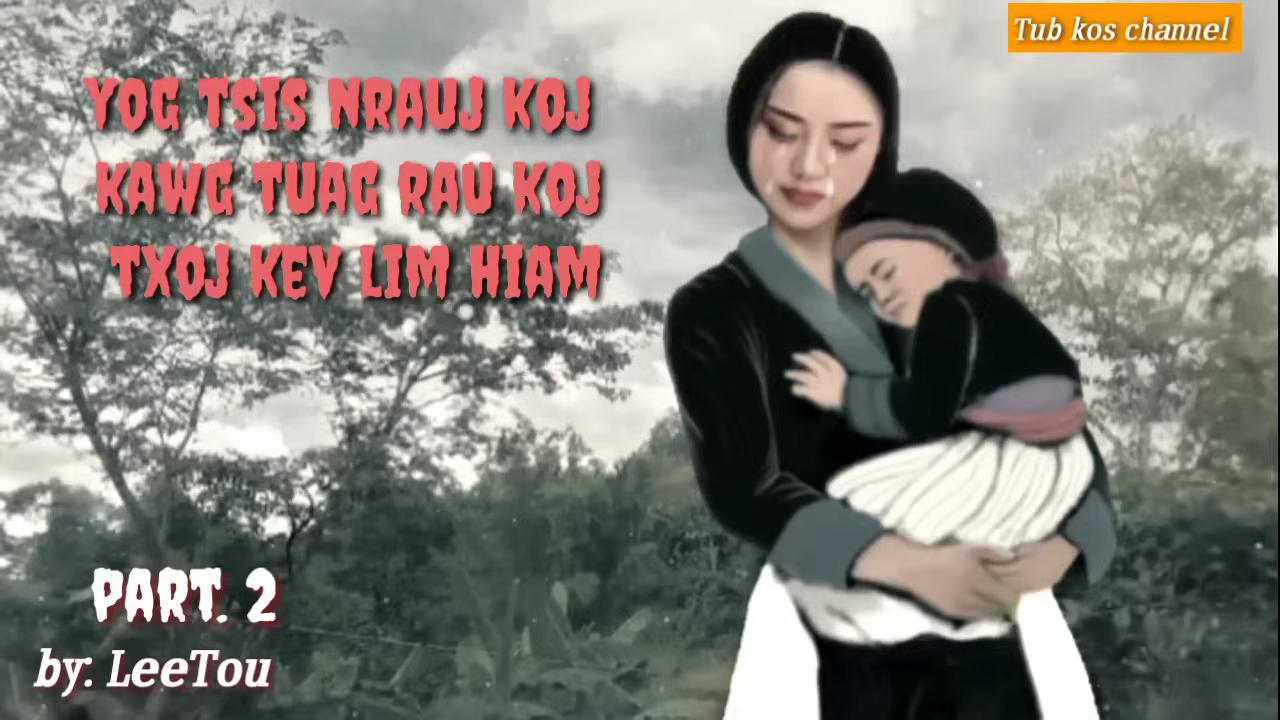 Tub kos channel
YOG TSIS NRAUJ KOJ
KAWG TUAG RAU KOJ
TXOJ KEV LIM HIAM
PART. 2
by. LeeTou